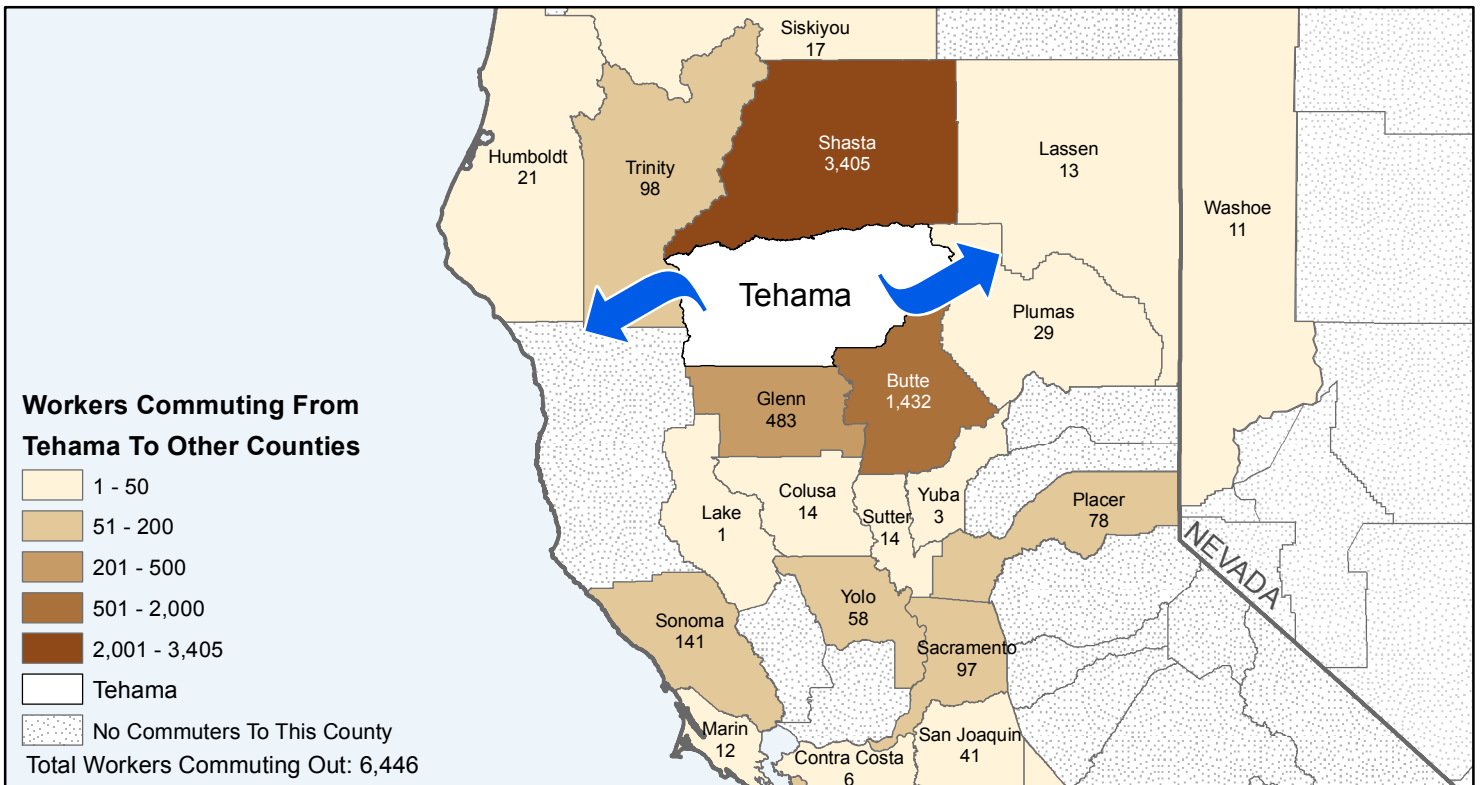 Siskiyou
17
Shasta
3,405
Lassen
13
Humboldt
21
Trinity
98
Washoe
11
Tehama
Plumas
29
Butte
1,432
Glenn
483
Colusa
14
Lake
1
Sutter
14
Yuba
3
Placer
78
NEVADA
Yolo
58
Sonoma
141
Sacramento
97
Marin
12
Contra Costa
6
San Joaquin
41
Workers Commuting From
Tehama To Other Counties
1 - 50
51 - 200
201 - 500
501 - 2,000
2,001 - 3,405
Tehama
No Commuters To This County
Total Workers Commuting Out: 6,446